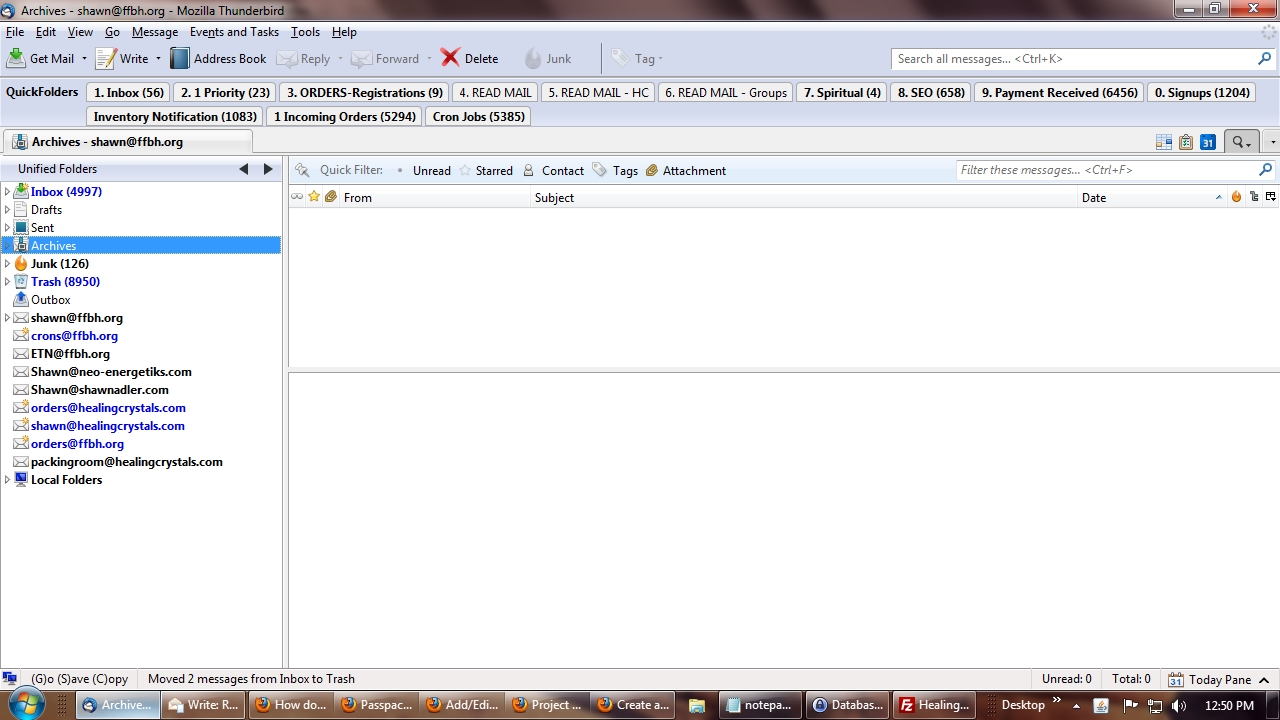 Archives - shawn@ffbh.org - Mozilla Thunderbird
File Edit View Go Message Events and Tasks Tools Help
Get Mail Write Address Book Reply Forward Delete Junk Tag Search all messages... <Ctrl+K>
QuickFolders 1. Inbox (56) 2. 1 Priority (23) 3. ORDERS-Registrations (9) 4. READ MAIL 5. READ MAIL - HC 6. READ MAIL - Groups 7. Spiritual (4) 8. SEO (658) 9. Payment Received (6456) 0. Signups (1204)
Inventory Notification (1083) 1 Incoming Orders (5294) Cron Jobs (5385)
Archives - shawn@ffbh.org 31
Unified Folders Quick Filter: Unread Starred Contact Tags Attachment Filter these messages... <Ctrl+F>
Inbox (4997) From Subject Date
Drafts
Sent
Archives
Junk (126)
Trash (8950)
Outbox
shawn@ffbh.org
crons@ffbh.org
ETN@ffbh.org
Shawn@neo-energetiks.com
Shawn@shawnadler.com
orders@healingcrystals.com
shawn@healingcrystals.com
orders@ffbh.org
packingroom@healingcrystals.com
Local Folders
(G)o (S)ave (C)opy Moved 2 messages from Inbox to Trash Unread: 0 Total: 0 31 Today Pane
Archive... Write: R... How do... Passpac... Add/Edi... Project ... Create a... notepa... Databas... Healing... Desktop 12:50 PM